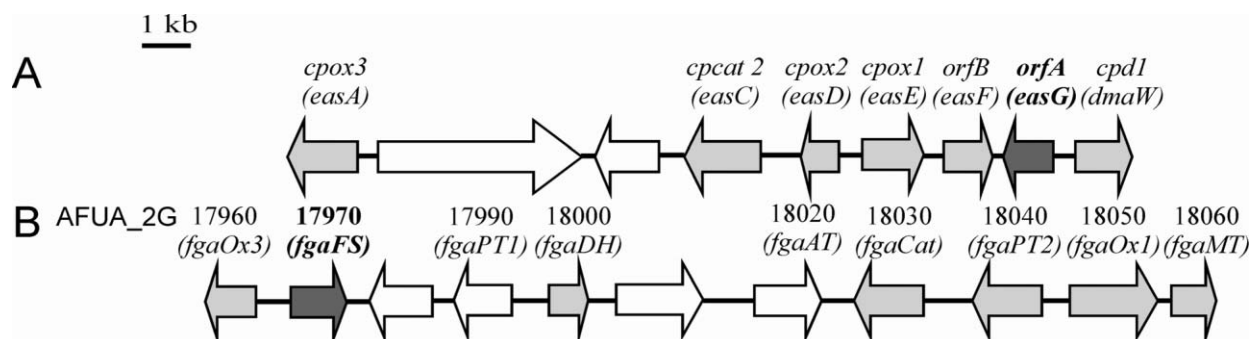 1 kb
A
cpox3 cpcat 2 cpox2 cpox1 orfB orfA cpd1
(easA) (easC) (easD) (easE) (easF) (easG) (dmaW)
B AFUA_2G 17960 17970 17990 18000 18020 18030 18040 18050 18060
(fgaOx3) (fgaFS) (fgaPT1) (fgaDH) (fgaAT) (fgaCat) (fgaPT2) (fgaOx1) (fgaMT)